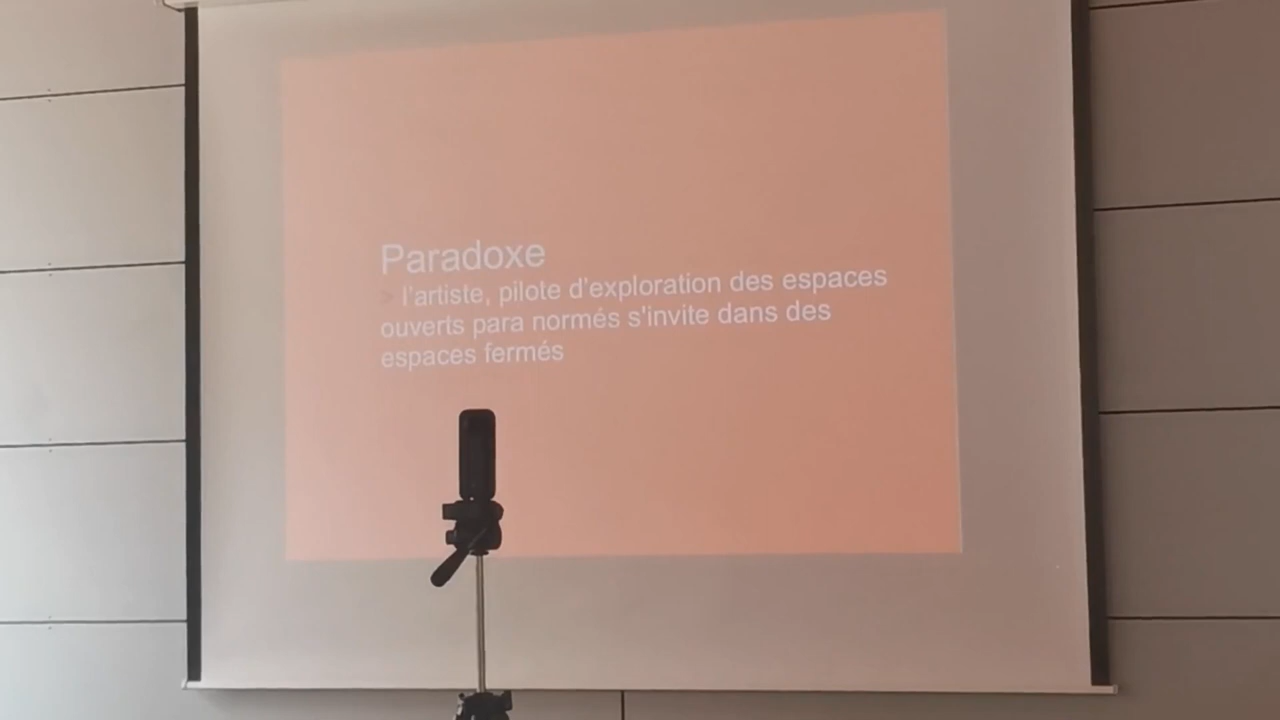 Paradoxe
> l'artiste, pilote d'exploration des espaces
ouverts para normés s'invite dans des
espaces fermés